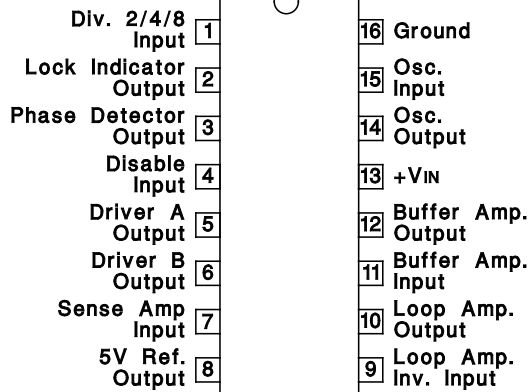 Div. 2/4/8
Input 1
Lock Indicator
Output 2
Phase Detector
Output 3
Disable
Input 4
Driver A
Output 5
Driver B
Output 6
Sense Amp
Input 7
5V Ref.
Output 8
16 Ground
15 Osc.
Input
14 Osc.
Output
13 +VIN
12 Buffer Amp.
Output
11 Buffer Amp.
Input
10 Loop Amp.
Output
9 Loop Amp.
Inv. Input